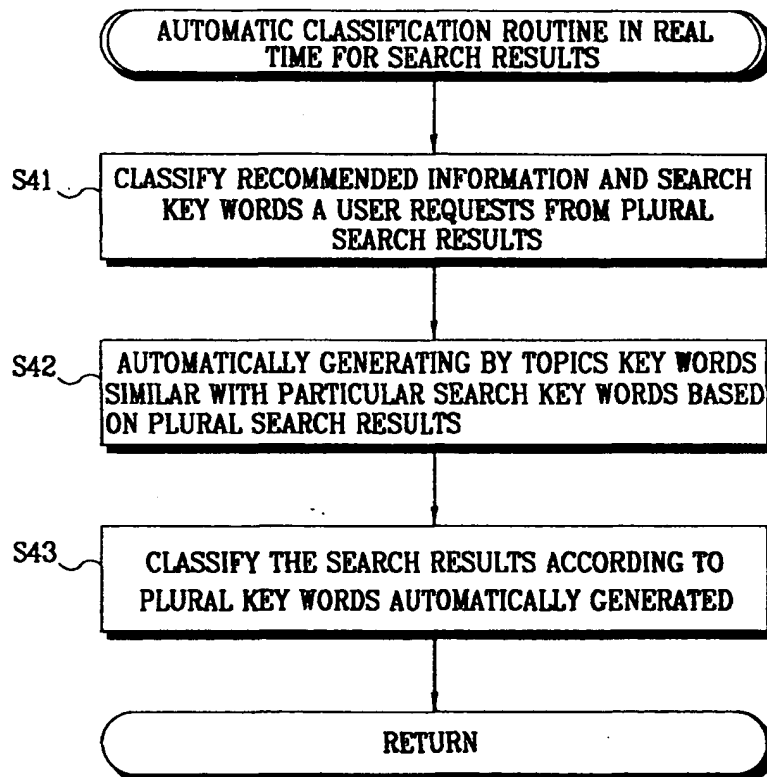 AUTOMATIC CLASSIFICATION ROUTINE IN REAL
TIME FOR SEARCH RESULTS
S41
CLASSIFY RECOMMENDED INFORMATION AND SEARCH
KEY WORDS A USER REQUESTS FROM PLURAL
SEARCH RESULTS
S42
AUTOMATICALLY GENERATING BY TOPICS KEY WORDS
SIMILAR WITH PARTICULAR SEARCH KEY WORDS BASED
ON PLURAL SEARCH RESULTS
S43
CLASSIFY THE SEARCH RESULTS ACCORDING TO
PLURAL KEY WORDS AUTOMATICALLY GENERATED
RETURN